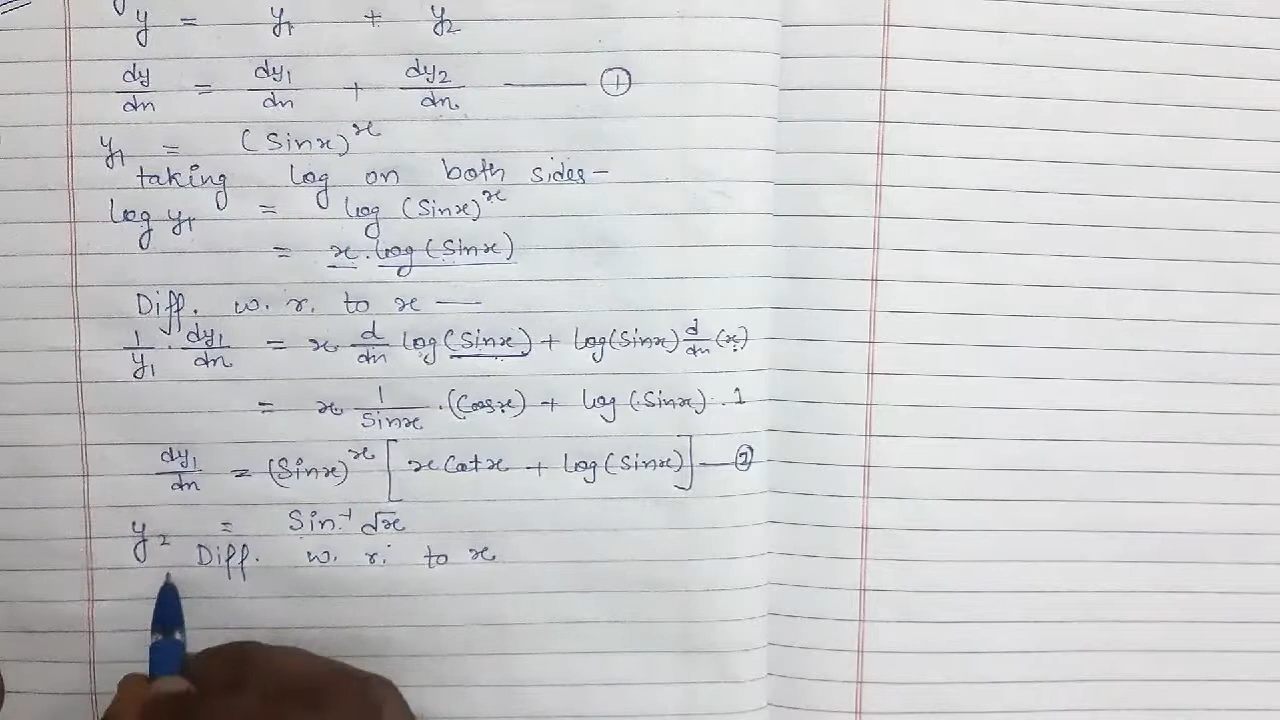 y = y₁ + y₂
dy/dx = dy₁/dx + dy₂/dx. —— ①
y₁ = (Sinx)ˣ
taking log on both sides –
log y₁ = log (Sinx)ˣ
= x . log (Sinx)
Diff. w. r. to x —
1/y₁ . dy₁/dx = x d/dx log (Sinx) + log(Sinx) d/dx (x)
= x 1/Sinx . (Cosx) + log (Sinx) . 1
dy₁/dx = (Sinx)ˣ [ x Cotx + log (Sinx) ] — ②
y₂ = Sin⁻¹ √x
Diff. w. r. to x